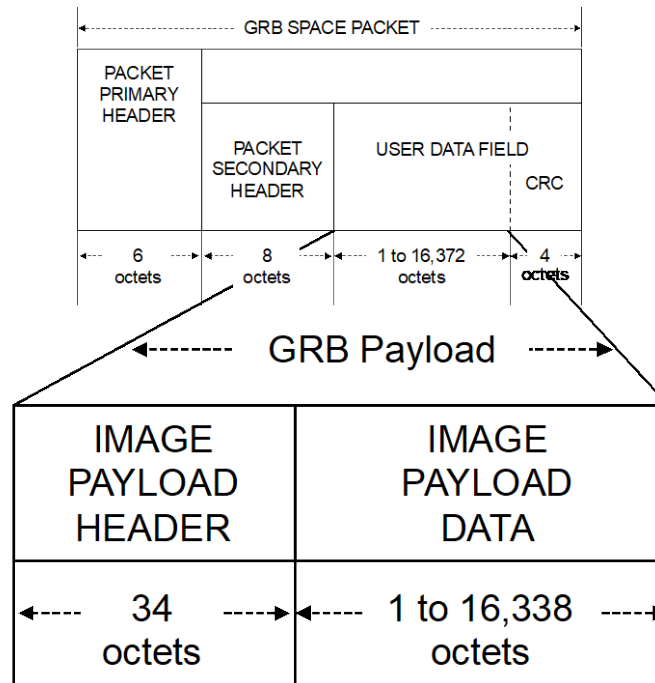 GRB SPACE PACKET
PACKET
PRIMARY
HEADER
PACKET
SECONDARY
HEADER
USER DATA FIELD
CRC
6
octets
8
octets
1 to 16,372
octets
4
octets
GRB Payload
IMAGE
PAYLOAD
HEADER
IMAGE
PAYLOAD
DATA
34
octets
1 to 16,338
octets